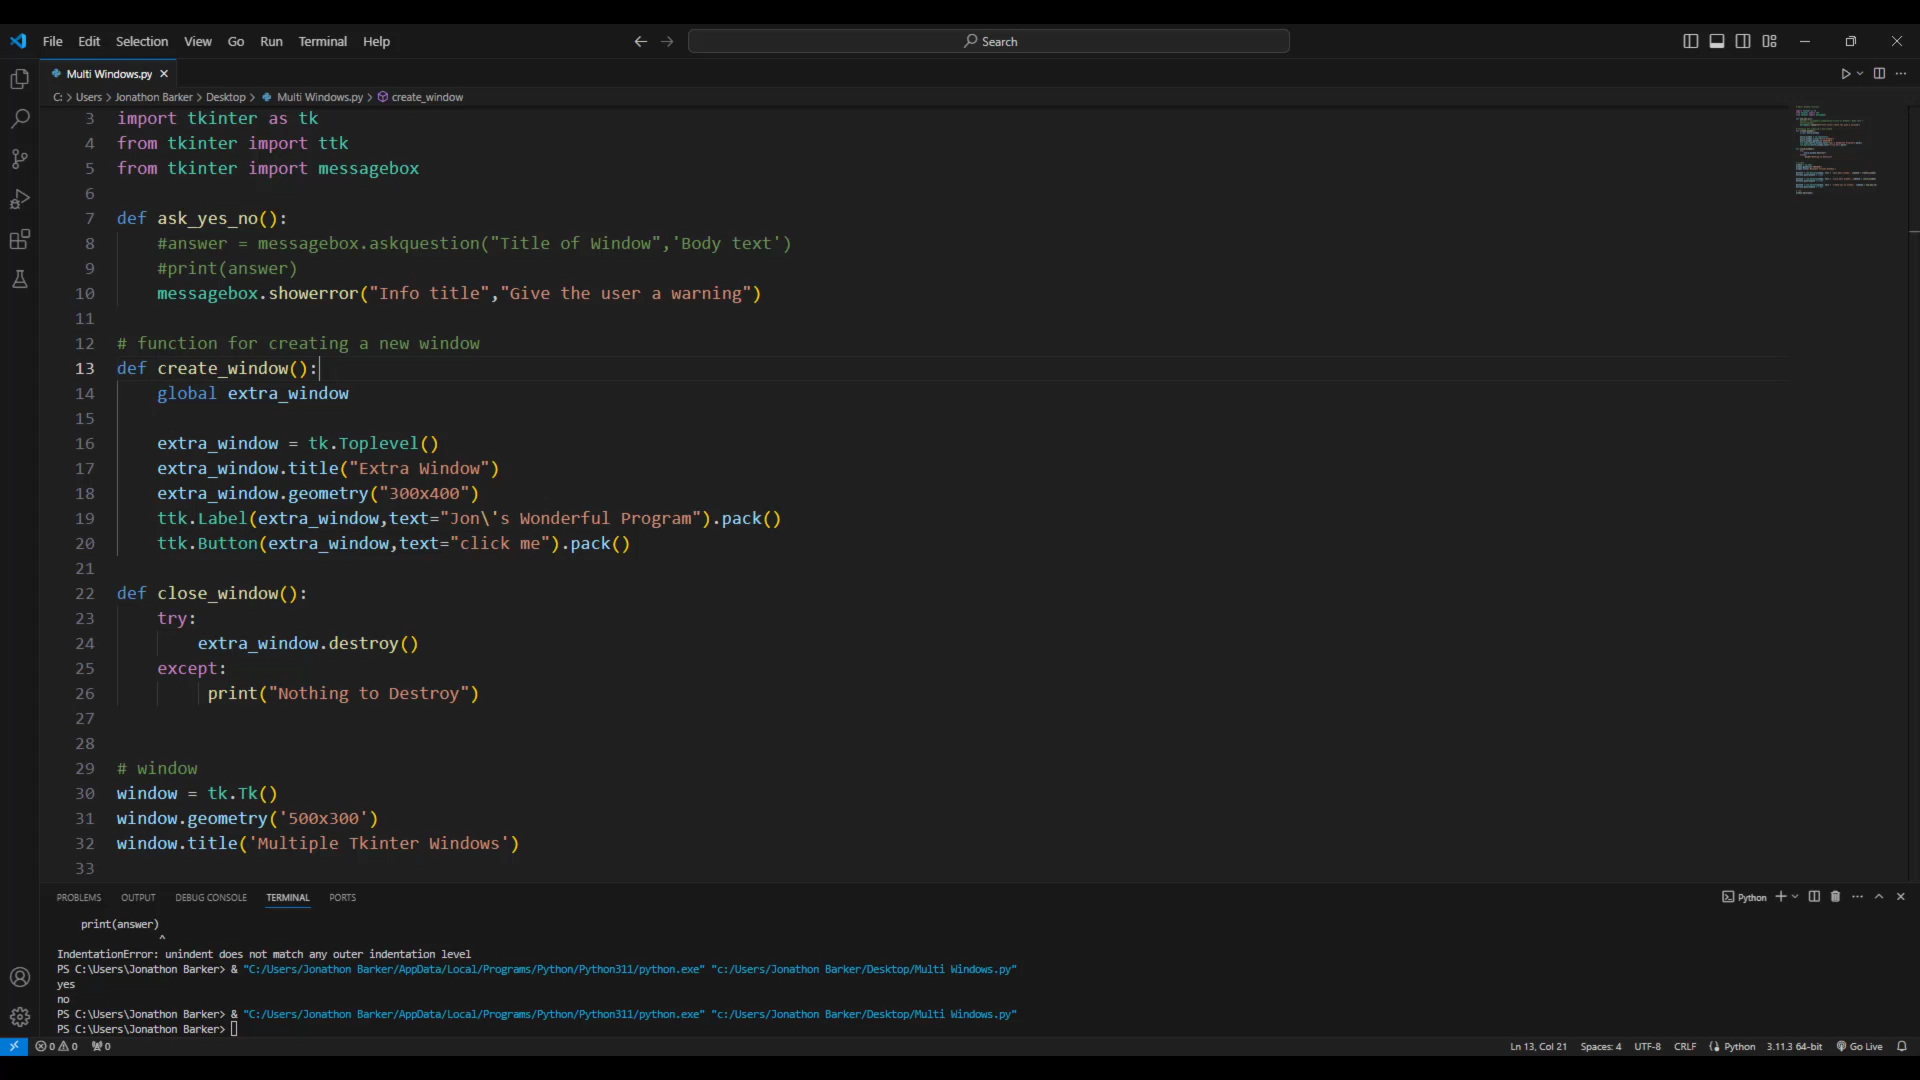 File Edit Selection View Go Run Terminal Help Search
Multi Windows.py
C: > Users > Jonathon Barker > Desktop > Multi Windows.py > create_window
3 import tkinter as tk
4 from tkinter import ttk
5 from tkinter import messagebox
6
7 def ask_yes_no():
8 #answer = messagebox.askquestion("Title of Window",'Body text')
9 #print(answer)
10 messagebox.showerror("Info title","Give the user a warning")
11
12 # function for creating a new window
13 def create_window():
14 global extra_window
15
16 extra_window = tk.Toplevel()
17 extra_window.title("Extra Window")
18 extra_window.geometry("300x400")
19 ttk.Label(extra_window,text="Jon\'s Wonderful Program").pack()
20 ttk.Button(extra_window,text="click me").pack()
21
22 def close_window():
23 try:
24 extra_window.destroy()
25 except:
26 print("Nothing to Destroy")
27
28
29 # window
30 window = tk.Tk()
31 window.geometry('500x300')
32 window.title('Multiple Tkinter Windows')
33
PROBLEMS OUTPUT DEBUG CONSOLE TERMINAL PORTS Python
print(answer)
^
IndentationError: unindent does not match any outer indentation level
PS C:\Users\Jonathon Barker> & "C:/Users/Jonathon Barker/AppData/Local/Programs/Python/Python311/python.exe" "c:/Users/Jonathon Barker/Desktop/Multi Windows.py"
yes
no
PS C:\Users\Jonathon Barker> & "C:/Users/Jonathon Barker/AppData/Local/Programs/Python/Python311/python.exe" "c:/Users/Jonathon Barker/Desktop/Multi Windows.py"
PS C:\Users\Jonathon Barker>
0 0 0 Ln 13, Col 21 Spaces: 4 UTF-8 CRLF Python 3.11.3 64-bit Go Live